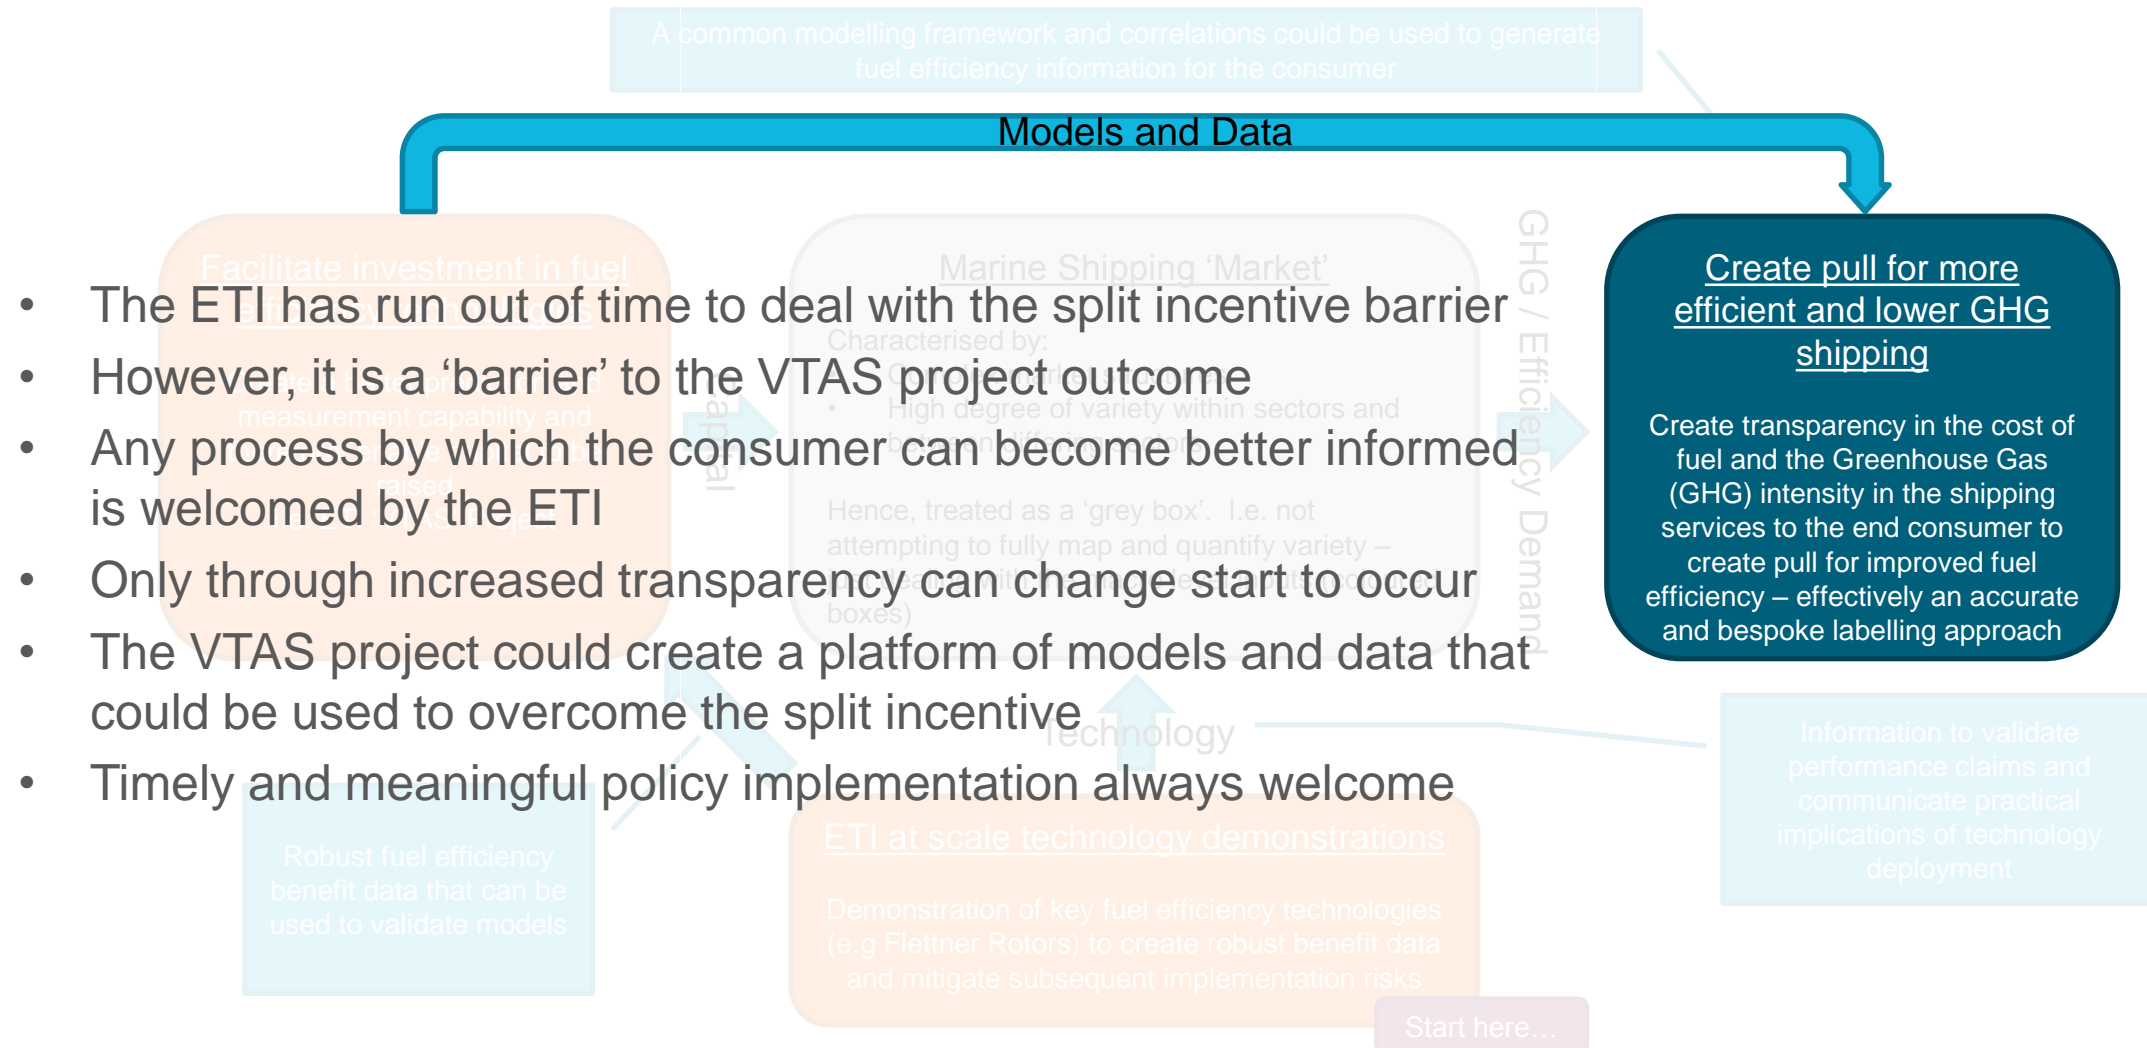 A common modelling framework and correlations could be used to generate
fuel efficiency information for the consumer
Models and Data
Facilitate investment in fuel
Marine Shipping ‘Market’
GHG / Efficiency Demand
Create pull for more
efficient and lower GHG
shipping
• The ETI has run out of time to deal with the split incentive barrier
• However, it is a ‘barrier’ to the VTAS project outcome
• Any process by which the consumer can become better informed
is welcomed by the ETI
• Only through increased transparency can change start to occur
• The VTAS project could create a platform of models and data that
could be used to overcome the split incentive
• Timely and meaningful policy implementation always welcome
measurement capability and
raised
Capital
Characterised by:
• High degree of variety within sectors and
Hence, treated as a ‘grey box’. I.e. not
attempting to fully map and quantify variety –
boxes)
Create transparency in the cost of
fuel and the Greenhouse Gas
(GHG) intensity in the shipping
services to the end consumer to
create pull for improved fuel
efficiency – effectively an accurate
and bespoke labelling approach
Technology
Information to validate
performance claims and
communicate practical
implications of technology
deployment
Robust fuel efficiency
benefit data that can be
used to validate models
ETI at scale technology demonstrations
Demonstration of key fuel efficiency technologies
(e.g Flettner Rotors) to create robust benefit data
and mitigate subsequent implementation risks
Start here…